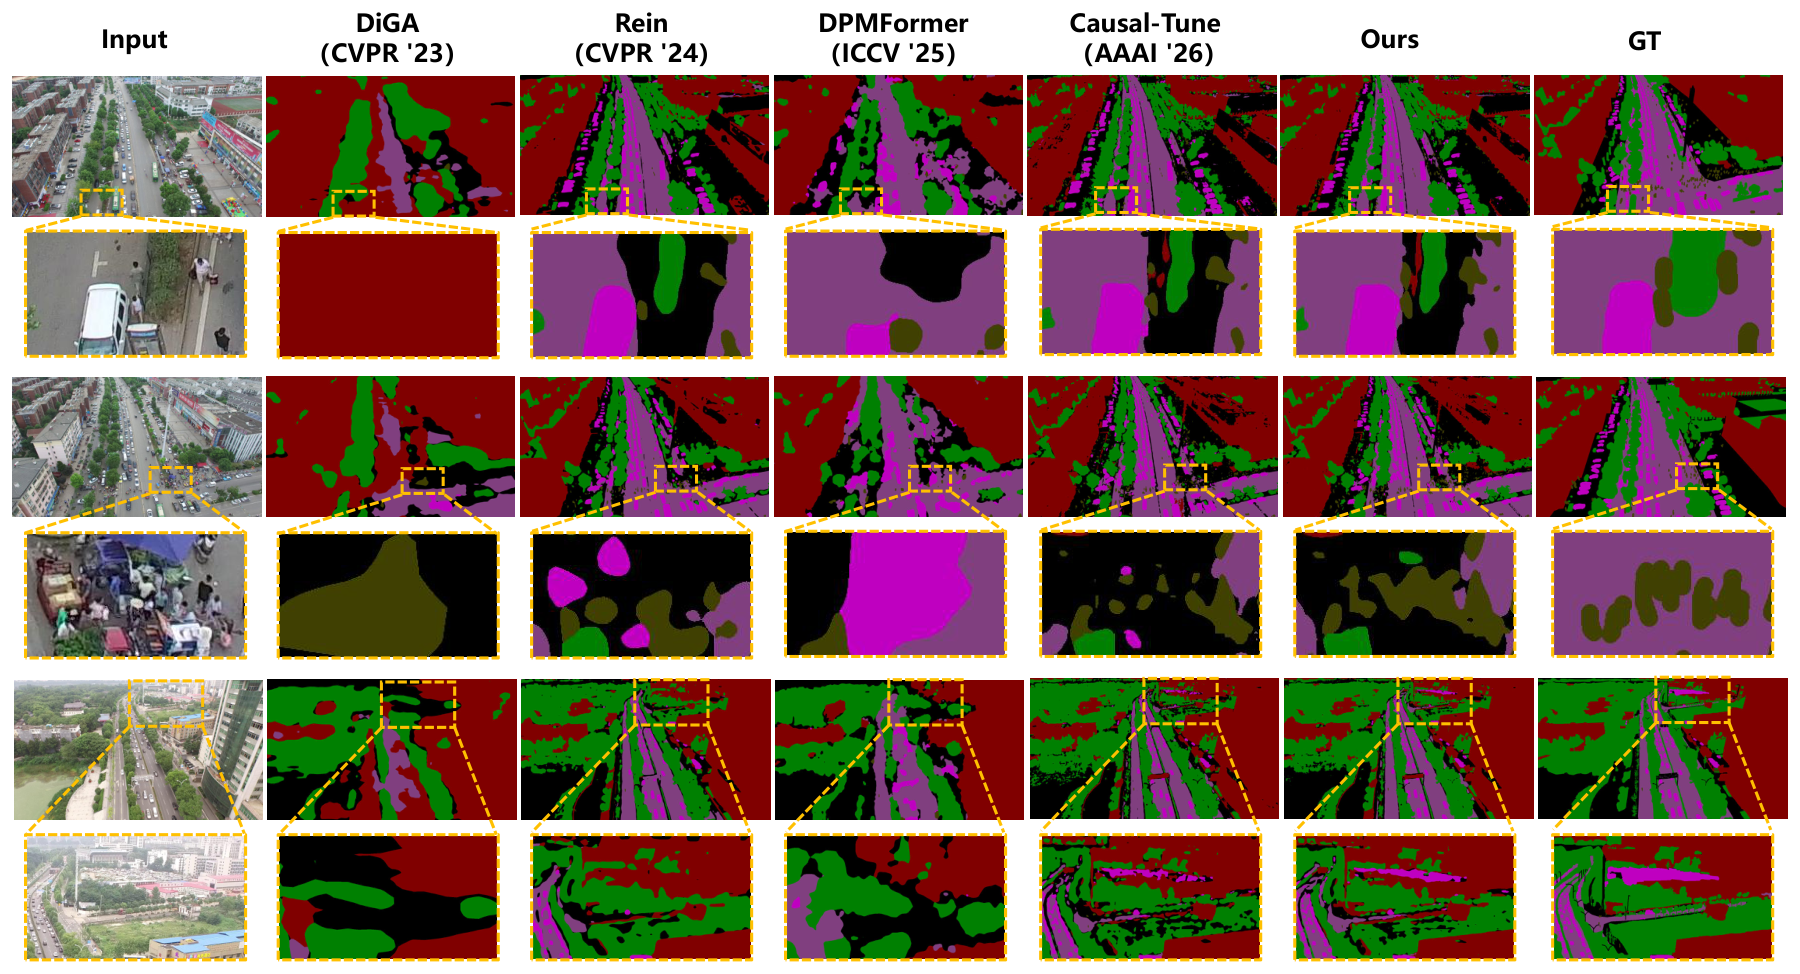 Input
DiGA
(CVPR '23)
Rein
(CVPR '24)
DPMFormer
(ICCV '25)
Causal-Tune
(AAAI '26)
Ours
GT